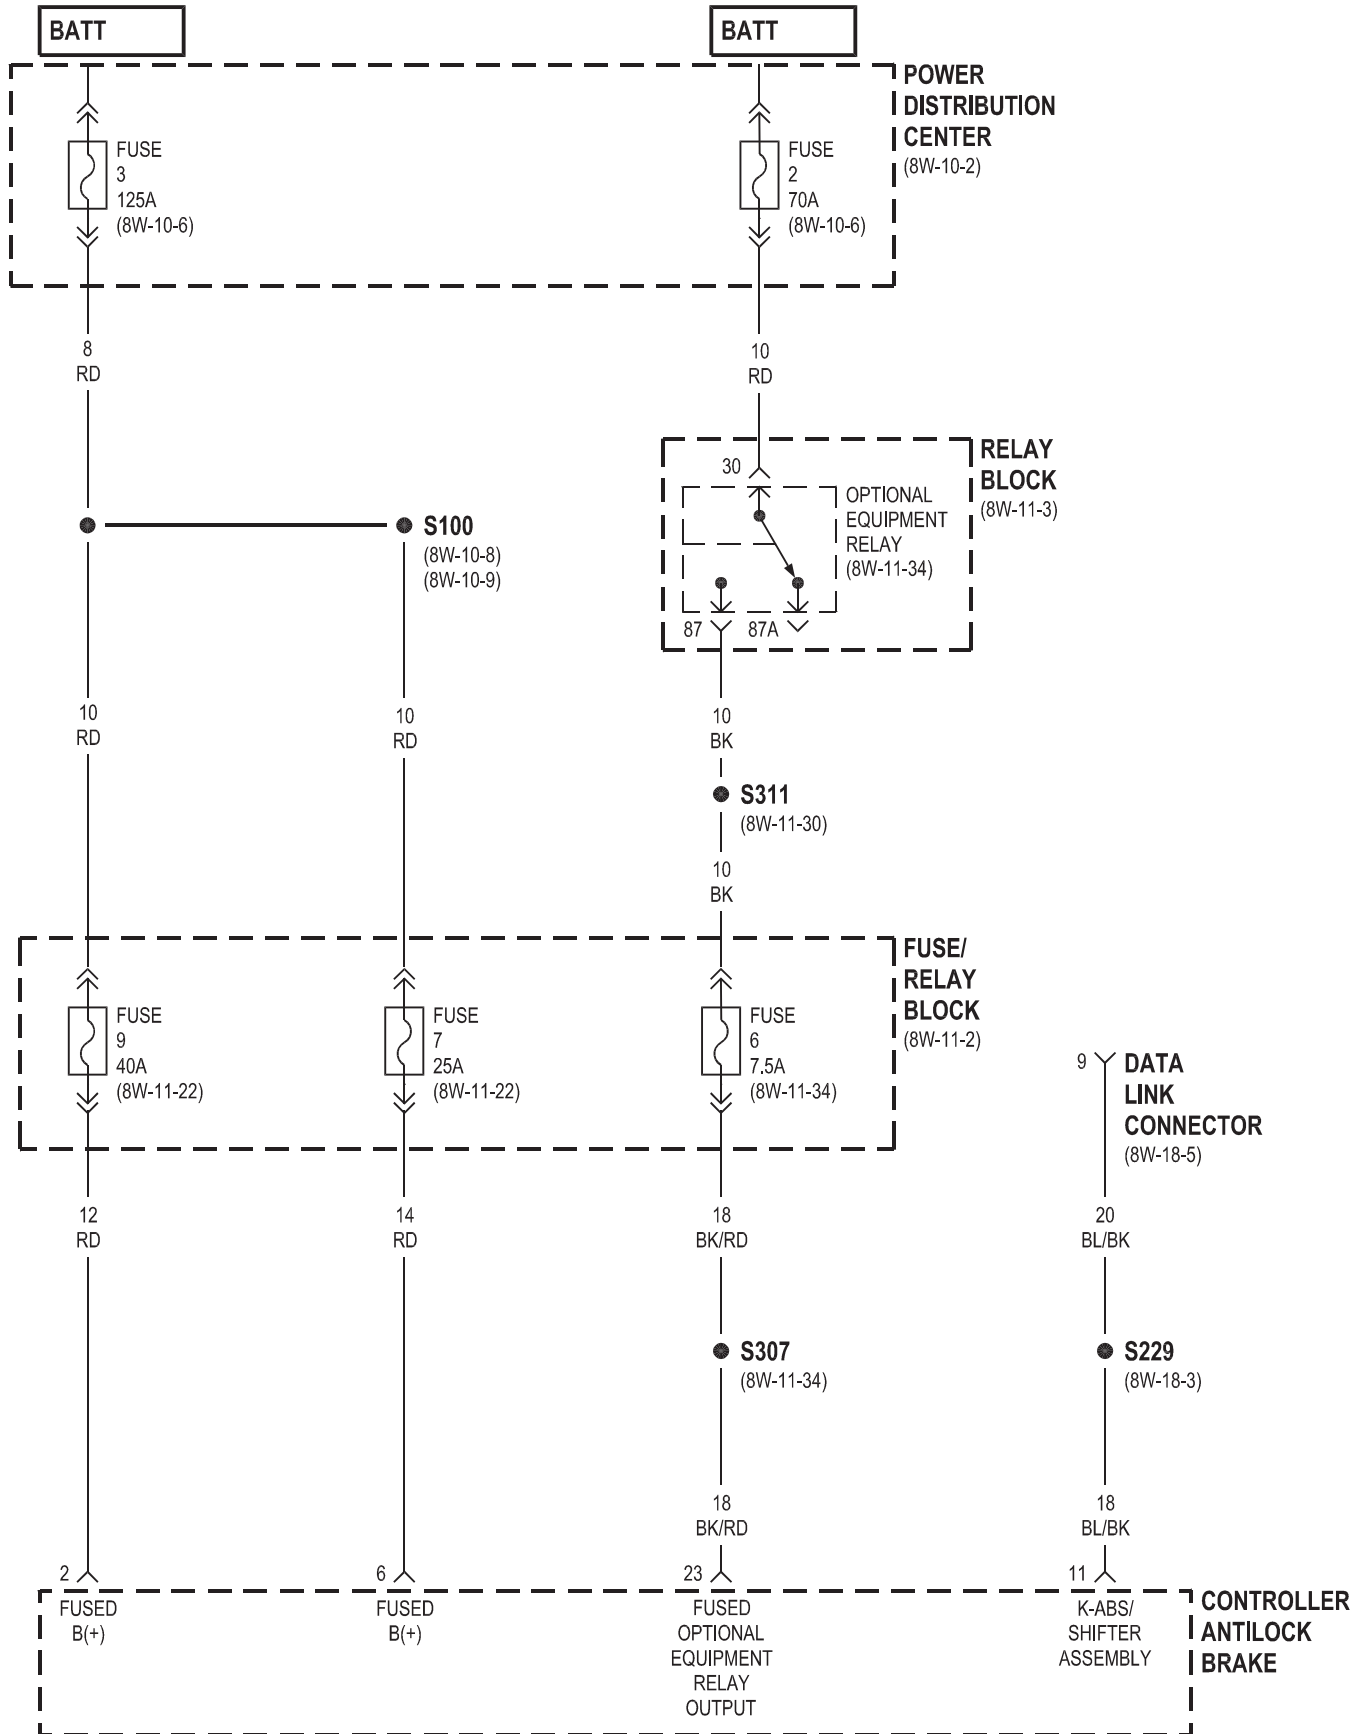 BATT
BATT
POWER
DISTRIBUTION
CENTER
(8W-10-2)
FUSE
3
125A
(8W-10-6)
FUSE
2
70A
(8W-10-6)
8
RD
10
RD
RELAY
BLOCK
(8W-11-3)
30
OPTIONAL
EQUIPMENT
RELAY
(8W-11-34)
87
87A
S100
(8W-10-8)
(8W-10-9)
10
RD
10
RD
10
BK
S311
(8W-11-30)
10
BK
FUSE/
RELAY
BLOCK
(8W-11-2)
FUSE
9
40A
(8W-11-22)
FUSE
7
25A
(8W-11-22)
FUSE
6
7.5A
(8W-11-34)
9
DATA
LINK
CONNECTOR
(8W-18-5)
12
RD
14
RD
18
BK/RD
20
BL/BK
S307
(8W-11-34)
S229
(8W-18-3)
18
BK/RD
18
BL/BK
2
6
23
11
FUSED
B(+)
FUSED
B(+)
FUSED
OPTIONAL
EQUIPMENT
RELAY
OUTPUT
K-ABS/
SHIFTER
ASSEMBLY
CONTROLLER
ANTILOCK
BRAKE